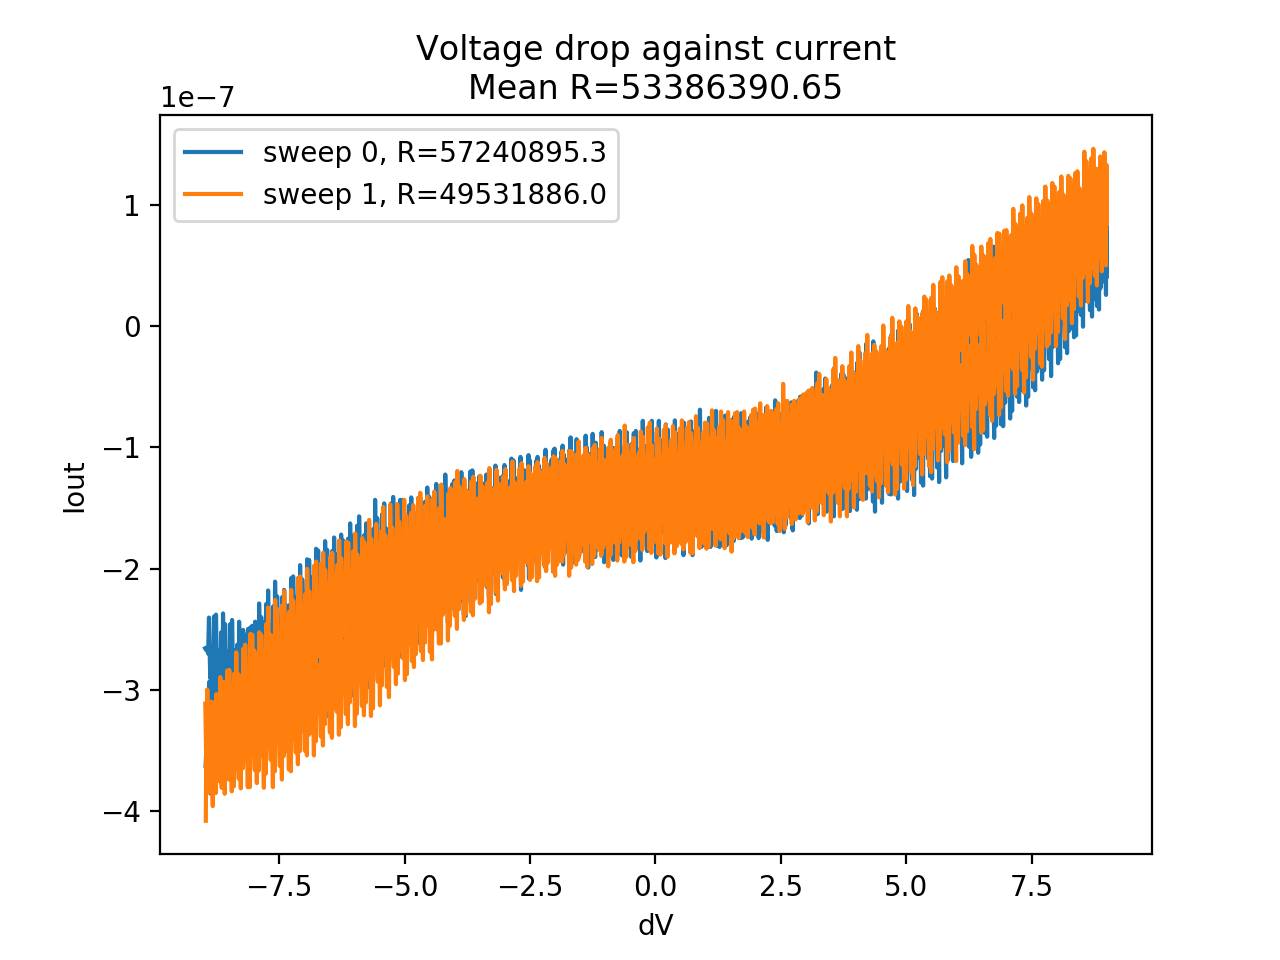 Voltage drop against current
Mean R=53386390.65
1e−7
sweep 0, R=57240895.3
sweep 1, R=49531886.0
1
0
−1
−2
−3
−4
Iout
−7.5
−5.0
−2.5
0.0
2.5
5.0
7.5
dV